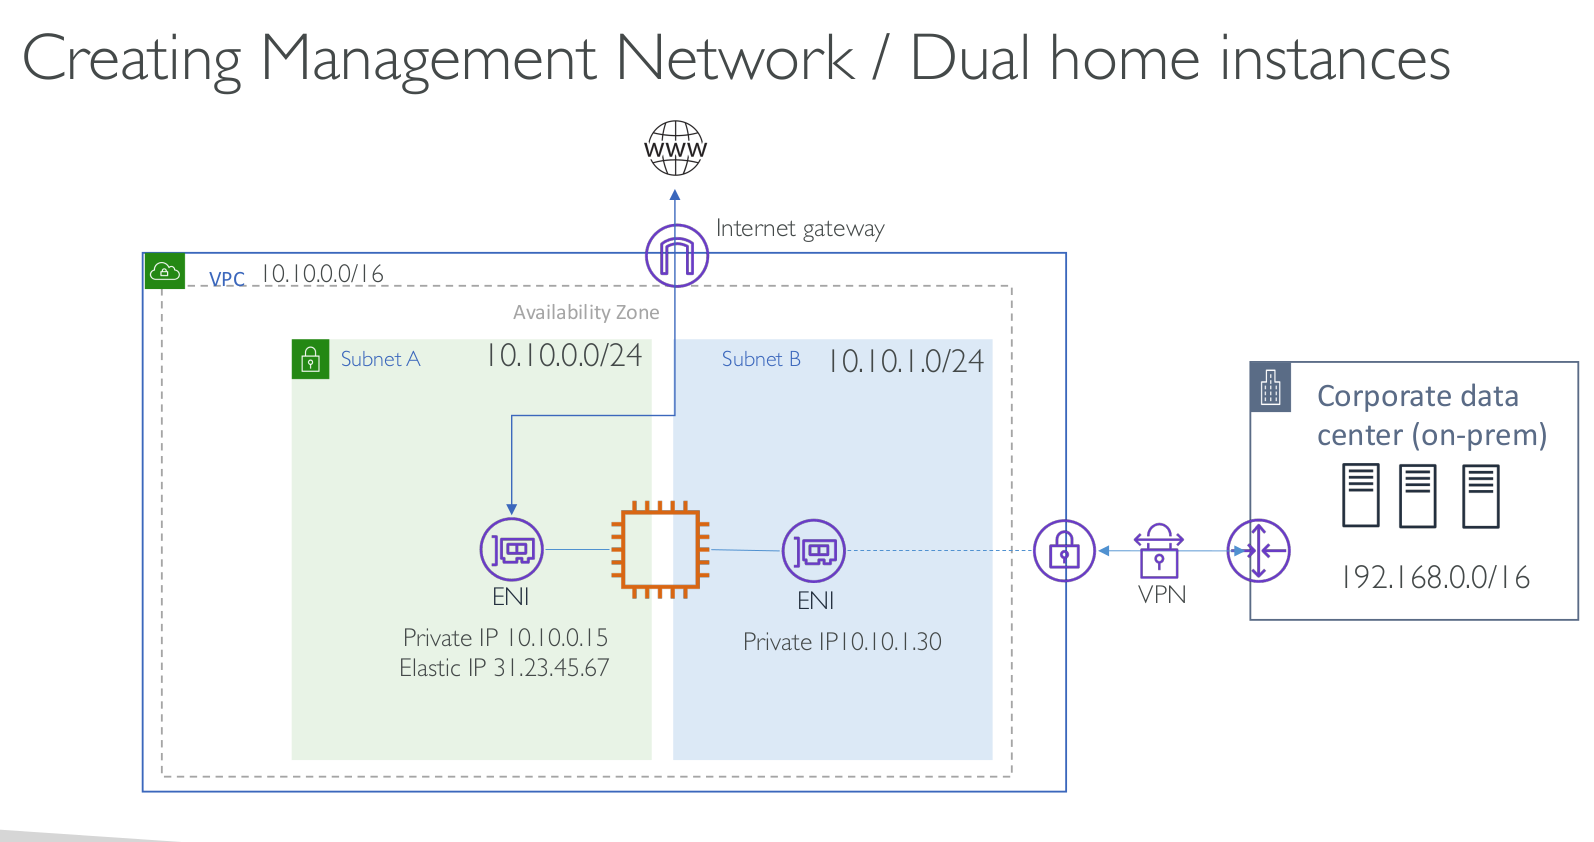 Creating Management Network / Dual home instances
WWW
Internet gateway
VPC 10.10.0.0/16
Availability Zone
Subnet A 10.10.0.0/24
Subnet B 10.10.1.0/24
Corporate data
center (on-prem)
192.168.0.0/16
ENI
Private IP 10.10.0.15
Elastic IP 31.23.45.67
ENI
Private IP10.10.1.30
VPN